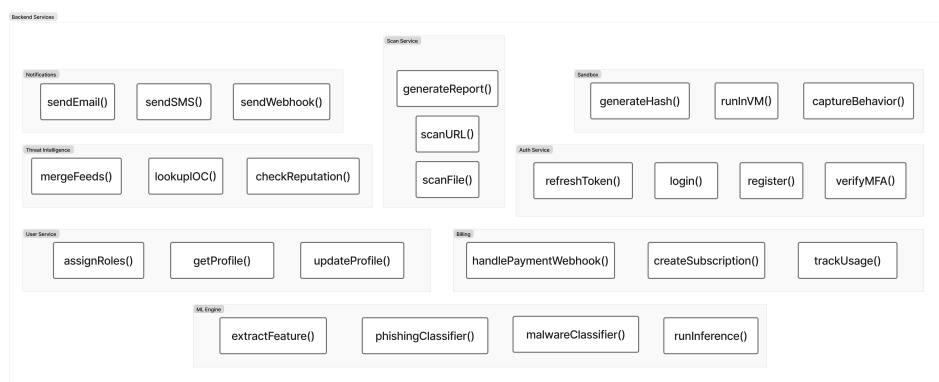 Backend Services
Scan Service
generateReport()
scanURL()
scanFile()
Notifications
sendEmail()
sendSMS()
sendWebhook()
Sandbox
generateHash()
runInVM()
captureBehavior()
Threat Intelligence
mergeFeeds()
lookupIOC()
checkReputation()
Auth Service
refreshToken()
login()
register()
verifyMFA()
User Service
assignRoles()
getProfile()
updateProfile()
Billing
handlePaymentWebhook()
createSubscription()
trackUsage()
ML Engine
extractFeature()
phishingClassifier()
malwareClassifier()
runInference()